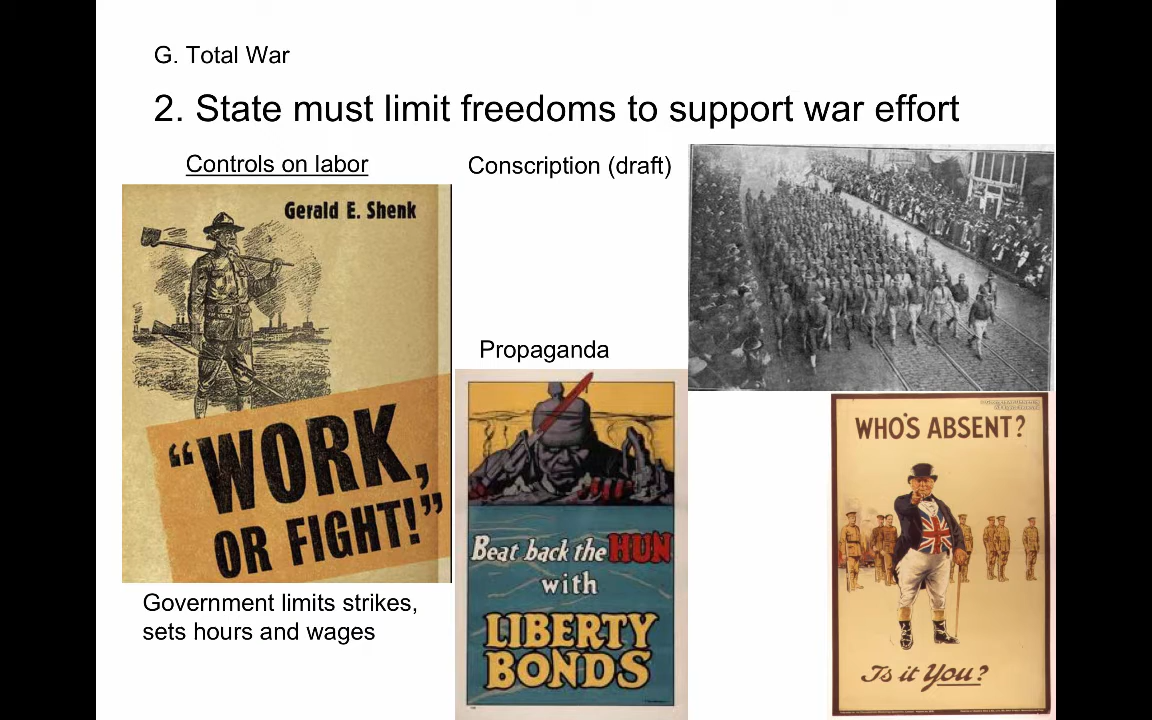 G. Total War
2. State must limit freedoms to support war effort
Controls on labor
Conscription (draft)
Gerald E. Shenk
"WORK,
OR FIGHT!"
Government limits strikes,
sets hours and wages
Propaganda
Beat back the HUN
with
LIBERTY
BONDS
WHO'S ABSENT?
Is it You?